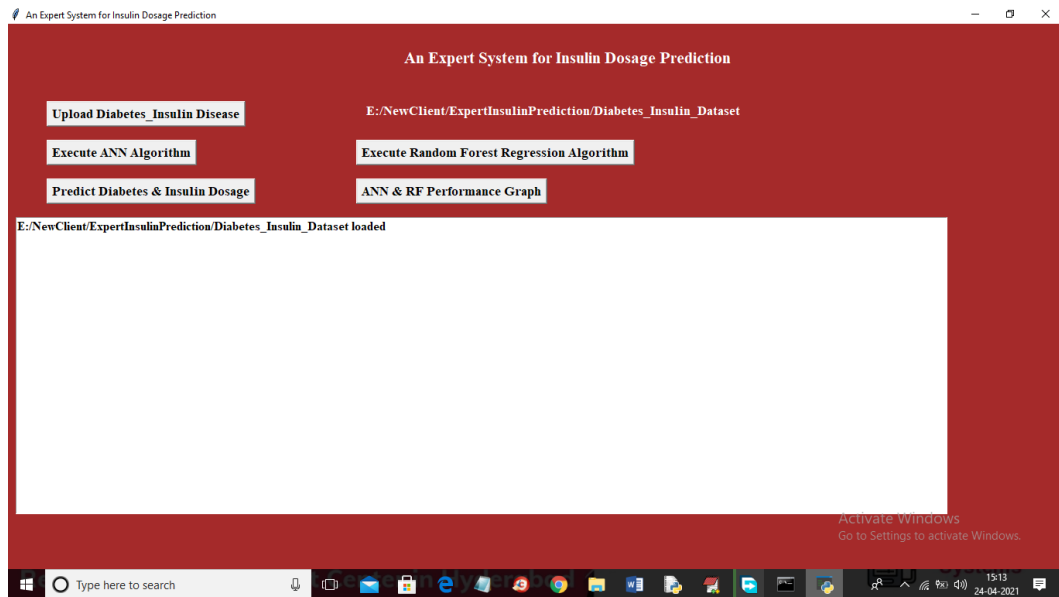 An Expert System for Insulin Dosage Prediction
An Expert System for Insulin Dosage Prediction
Upload Diabetes_Insulin Disease
E:/NewClient/ExpertInsulinPrediction/Diabetes_Insulin_Dataset
Execute ANN Algorithm
Execute Random Forest Regression Algorithm
Predict Diabetes & Insulin Dosage
ANN & RF Performance Graph
E:/NewClient/ExpertInsulinPrediction/Diabetes_Insulin_Dataset loaded
Activate Windows
Go to Settings to activate Windows.
Type here to search
15:13
24-04-2021